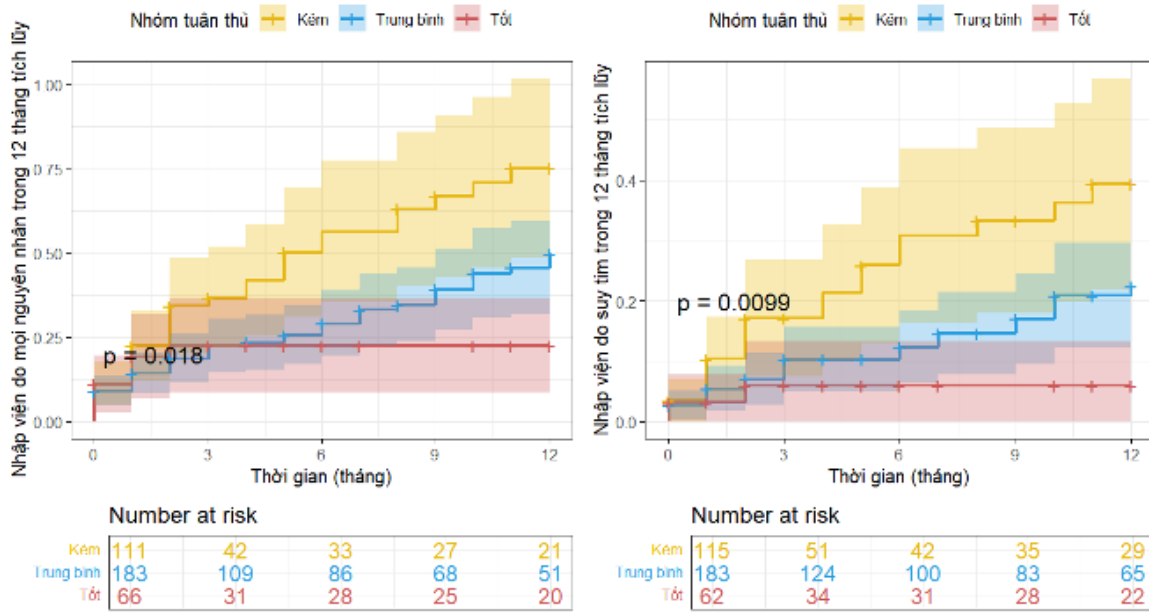 Nhóm tuân thủ Kém Trung bình Tốt
Nhập viện do mọi nguyên nhân trong 12 tháng tích lũy
1.00
0.75
0.50
0.25
0.00
p = 0.018
0 3 6 9 12
Thời gian (tháng)
Number at risk
Kém 111 42 33 27 21
Trung bình 183 109 86 68 51
Tốt 66 31 28 25 20
Nhóm tuân thủ Kém Trung bình Tốt
Nhập viện do suy tim trong 12 tháng tích lũy
0.4
0.2
0.0
p = 0.0099
0 3 6 9 12
Thời gian (tháng)
Number at risk
Kém 115 51 42 35 29
Trung bình 183 124 100 83 65
Tốt 62 34 31 28 22